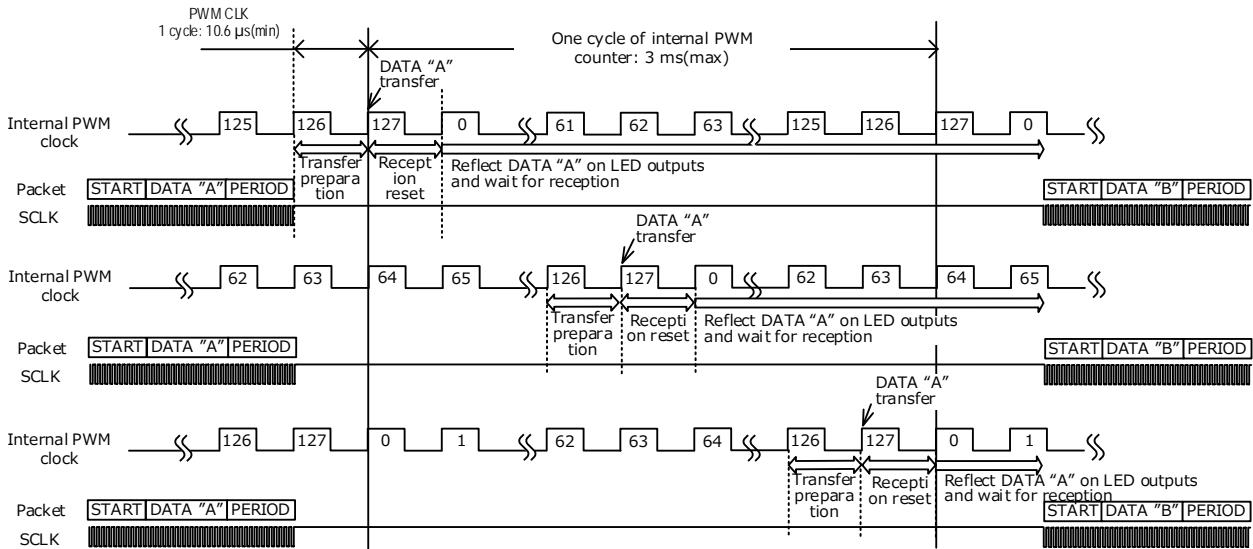 PWM CLK
1 cycle: 10.6 µs(min)
One cycle of internal PWM
counter: 3 ms(max)
DATA “A”
transfer
Internal PWM
clock
125 126 127 0 61 62 63 125 126 127 0
Transfer
prepara
tion
Recept
ion
reset
Reflect DATA “A” on LED outputs
and wait for reception
Packet START DATA ”A” PERIOD START DATA ”B” PERIOD
SCLK
DATA “A”
transfer
Internal PWM
clock
62 63 64 65 126 127 0 62 63 64 65
Transfer
prepara
tion
Recepti
on reset
Reflect DATA “A” on LED outputs
and wait for reception
Packet START DATA ”A” PERIOD START DATA ”B” PERIOD
SCLK
DATA “A”
transfer
Internal PWM
clock
126 127 0 1 62 63 64 126 127 0 1
Transfer
prepara
tion
Recepti
on reset
Reflect DATA “A” on LED outputs
and wait for reception
Packet START DATA ”A” PERIOD START DATA ”B” PERIOD
SCLK